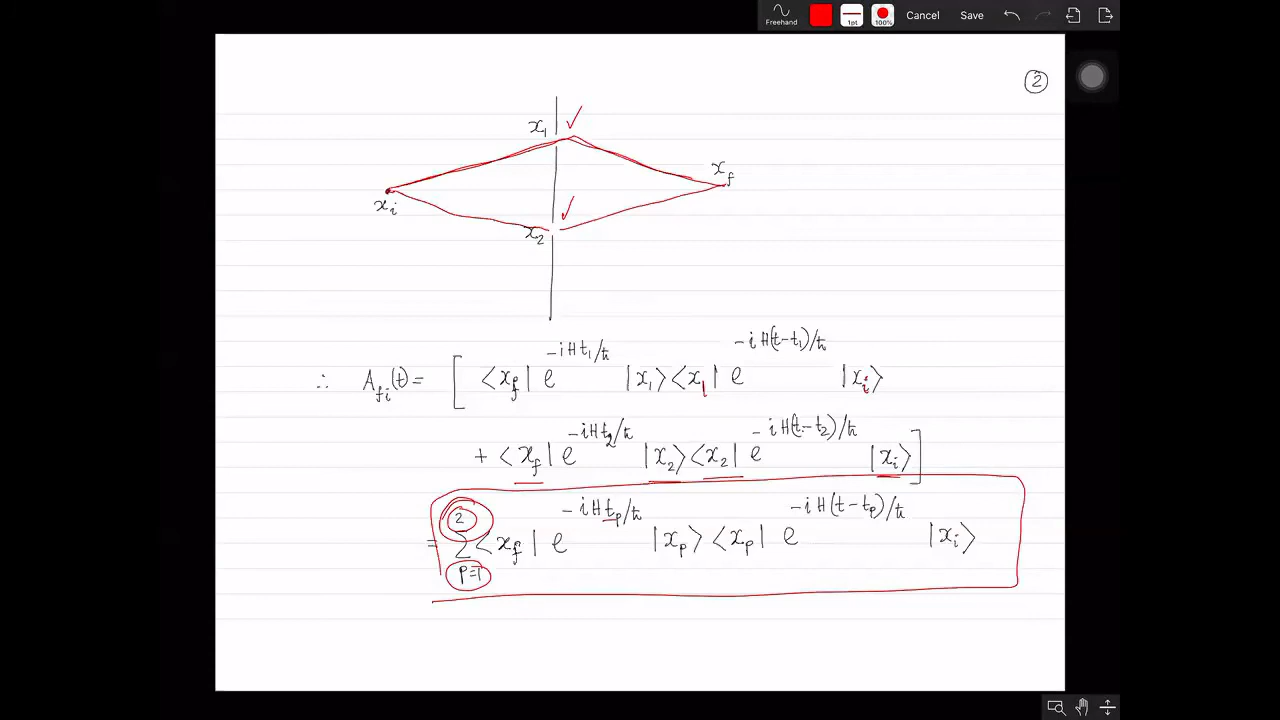 Freehand 1pt 100% Cancel Save
②
x₁ ✓
x_f
x_i ✓
x₂
∴ A_fi(t) = [ ⟨x_f| e^{-iHt₁/ħ} |x₁⟩⟨x₁| e^{-iH(t-t₁)/ħ} |x_i⟩
+ ⟨x_f| e^{-iHt₂/ħ} |x₂⟩⟨x₂| e^{-iH(t-t₂)/ħ} |x_i⟩ ]
= Σ_{p=1}^{2} ⟨x_f| e^{-iHt_p/ħ} |x_p⟩⟨x_p| e^{-iH(t-t_p)/ħ} |x_i⟩